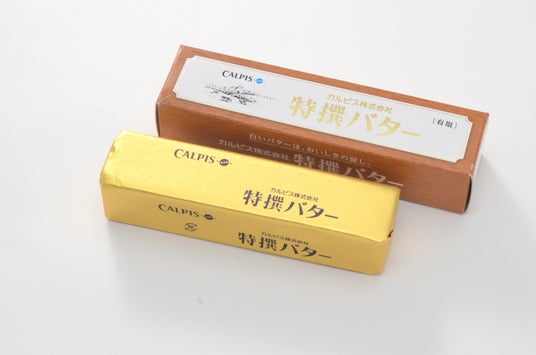 CALPIS
カルピス株式会社
特撰バター
[有塩]
白いバターは、おいしさの証し。
カルピス株式会社 特撰バター
CALPIS
カルピス株式会社
特撰バター
CALPIS
カルピス株式会社
特撰バター